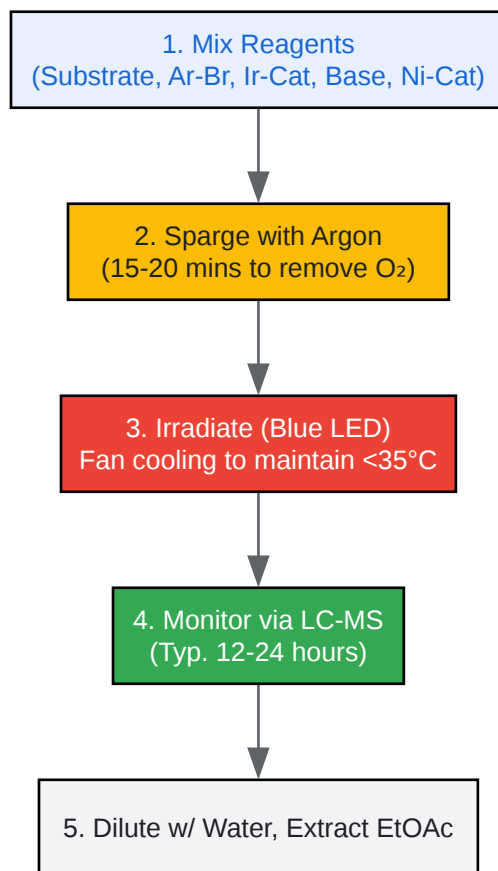 1. Mix Reagents
(Substrate, Ar-Br, Ir-Cat, Base, Ni-Cat)
2. Sparge with Argon
(15-20 mins to remove O₂)
3. Irradiate (Blue LED)
Fan cooling to maintain <35°C
4. Monitor via LC-MS
(Typ. 12-24 hours)
5. Dilute w/ Water, Extract EtOAc